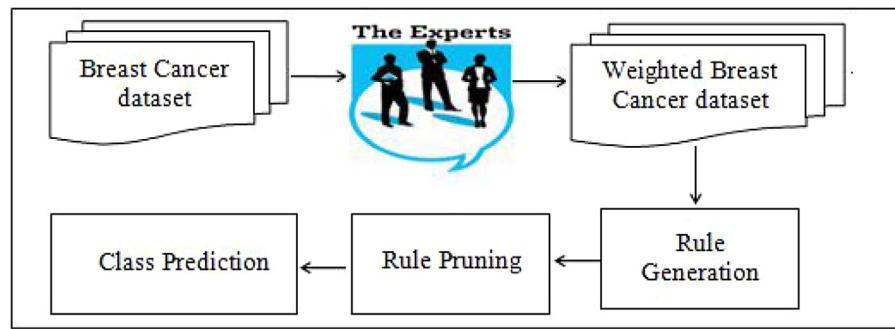 Breast Cancer
dataset
The Experts
Weighted Breast
Cancer dataset
Class Prediction
Rule Pruning
Rule
Generation